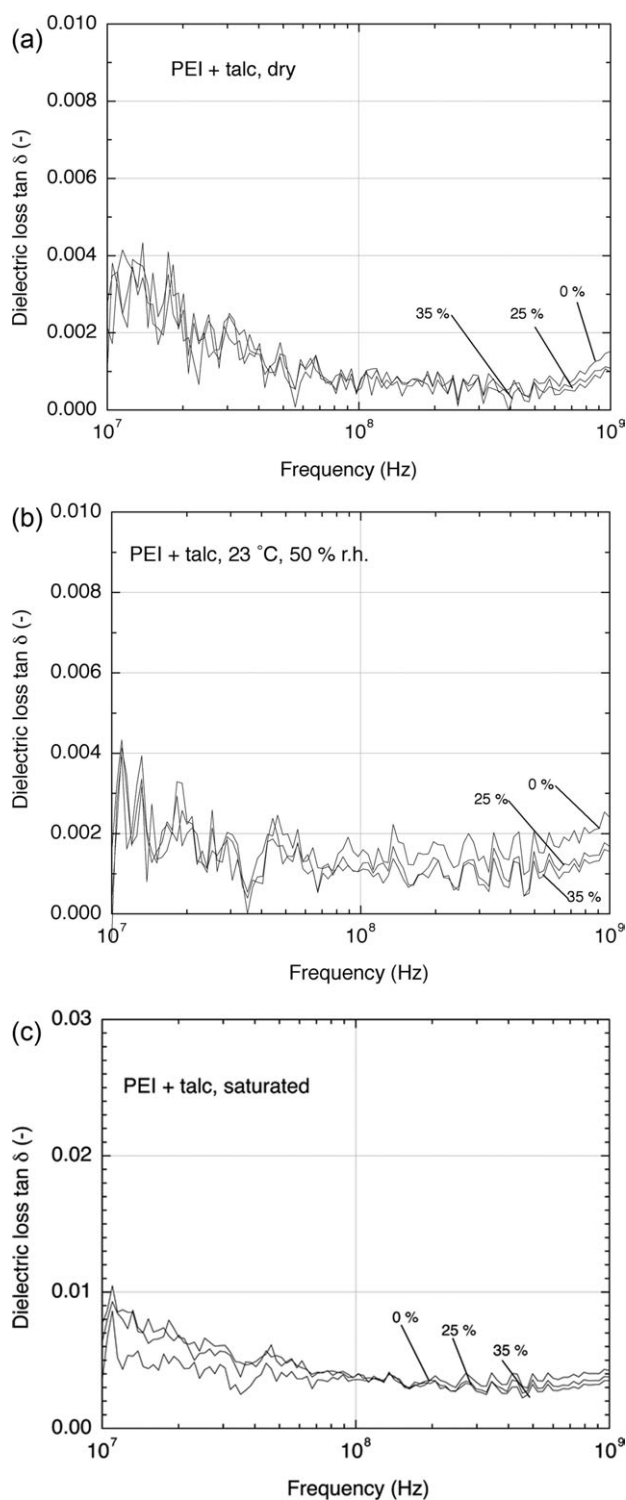 (a)
0.010
PEI + talc, dry
0.008
Dielectric loss tan δ (-)
0.006
0.004
0 %
35 %
25 %
0.002
0.000
10⁷
10⁸
10⁹
Frequency (Hz)
(b)
0.010
PEI + talc, 23 °C, 50 % r.h.
0.008
Dielectric loss tan δ (-)
0.006
0.004
0 %
25 %
0.002
35 %
0.000
10⁷
10⁸
10⁹
Frequency (Hz)
(c)
0.03
PEI + talc, saturated
Dielectric loss tan δ (-)
0.02
0.01
0 %
25 %
35 %
0.00
10⁷
10⁸
10⁹
Frequency (Hz)